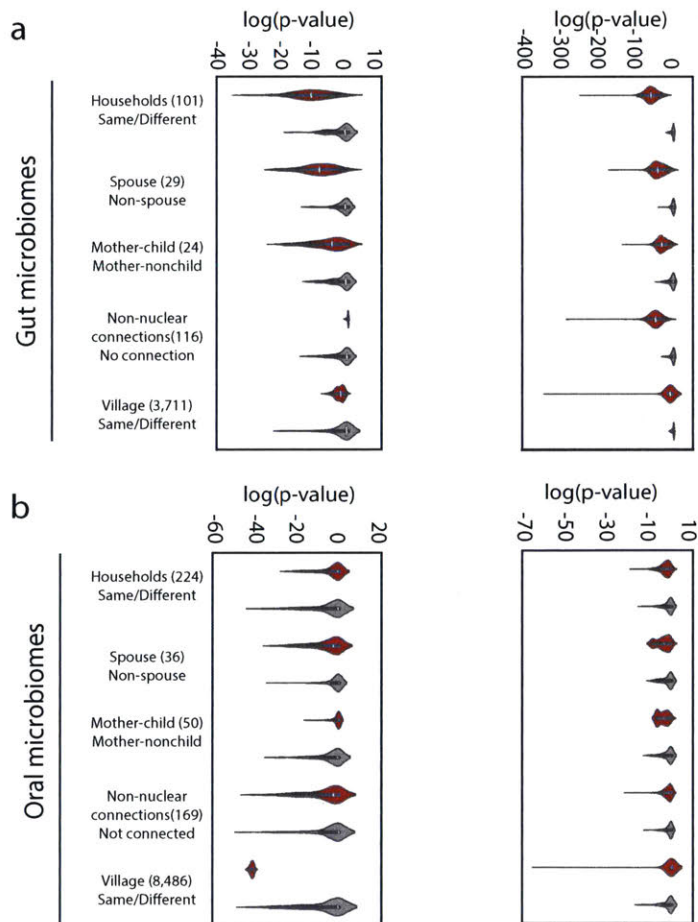 a
log(p-value)
-40
-30
-20
-10
0
10
log(p-value)
-400
-300
-200
-100
0
Gut microbiomes
Households (101)
Same/Different
Spouse (29)
Non-spouse
Mother-child (24)
Mother-nonchild
Non-nuclear
connections(116)
No connection
Village (3,711)
Same/Different
b
log(p-value)
-60
-40
-20
0
20
log(p-value)
-70
-50
-30
-10
10
Oral microbiomes
Households (224)
Same/Different
Spouse (36)
Non-spouse
Mother-child (50)
Mother-nonchild
Non-nuclear
connections(169)
Not connected
Village (8,486)
Same/Different